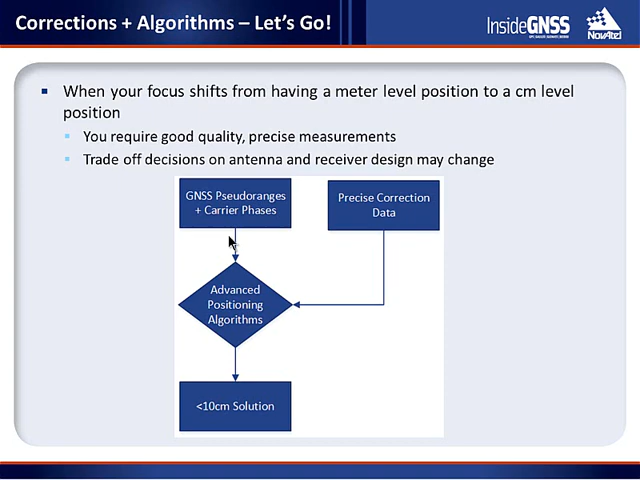 Corrections + Algorithms – Let's Go!
InsideGNSS
NovAtel
When your focus shifts from having a meter level position to a cm level
position
You require good quality, precise measurements
Trade off decisions on antenna and receiver design may change
GNSS Pseudoranges
+ Carrier Phases
Precise Correction
Data
Advanced
Positioning
Algorithms
<10cm Solution